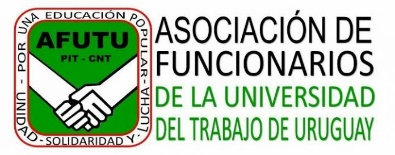 UNIDAD - SOLIDARIDAD Y LUCHA - POR UNA EDUCACIÓN POPULAR -
AFUTU
PIT - CNT
ASOCIACIÓN DE
FUNCIONARIOS
DE LA UNIVERSIDAD
DEL TRABAJO DE URUGUAY